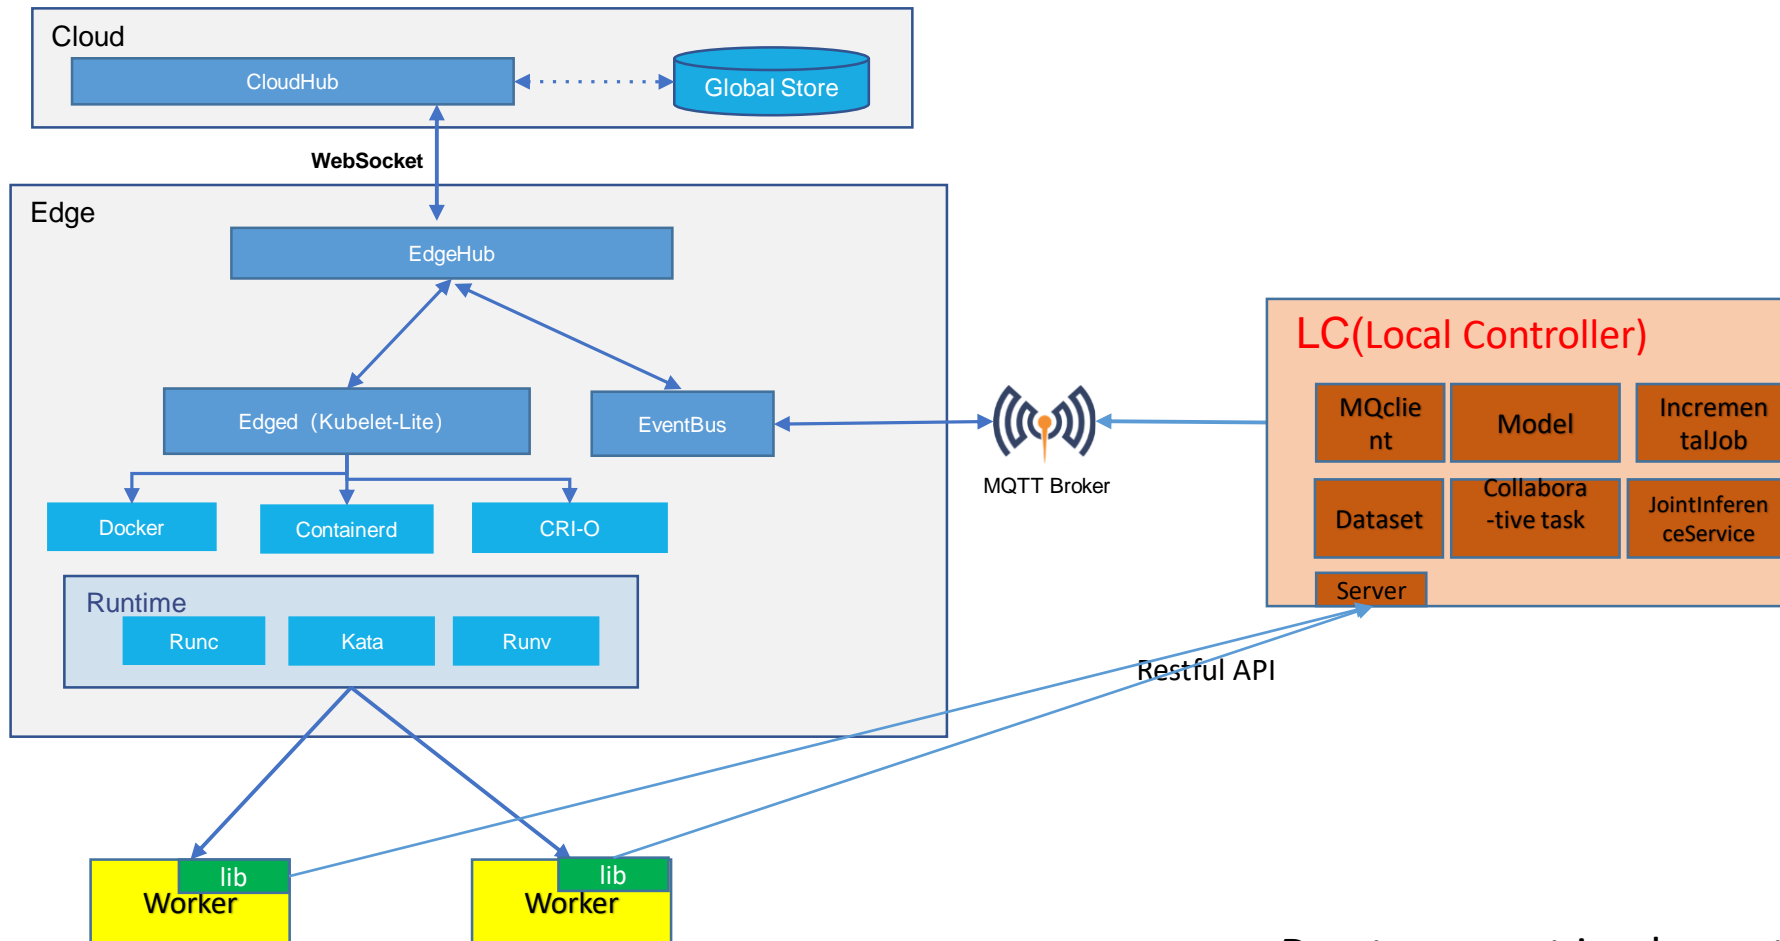 Cloud
CloudHub
Global Store
WebSocket
Edge
EdgeHub
Edged（Kubelet-Lite）
EventBus
MQTT Broker
Docker
Containerd
CRI-O
Runtime
Runc
Kata
Runv
LC(Local Controller)
MQclie
nt
Model
Incremen
talJob
Dataset
Collabora
-tive task
JointInferen
ceService
Server
Restful API
lib
Worker
lib
Worker